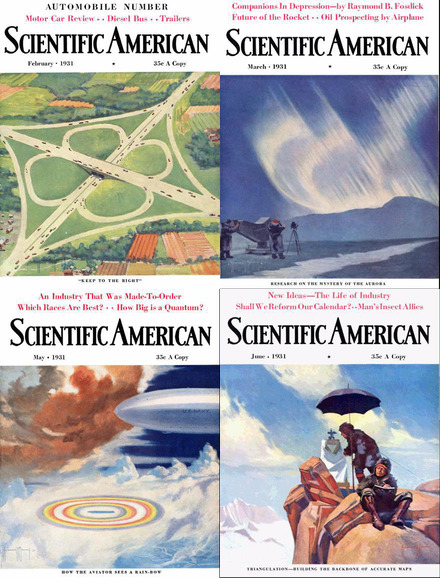 AUTOMOBILE NUMBER
Motor Car Review - - Diesel Bus - - Trailers
SCIENTIFIC AMERICAN
February · 1931 35c A Copy
"KEEP TO THE RIGHT"
Companions In Depression—by Raymond B. Fosdick
Future of the Rocket - - Oil Prospecting by Airplane
SCIENTIFIC AMERICAN
March · 1931 35c A Copy
RESEARCH ON THE MYSTERY OF THE AURORA
An Industry That Was Made-To-Order
Which Races Are Best? - - How Big is a Quantum?
SCIENTIFIC AMERICAN
May · 1931 35c A Copy
HOW THE AVIATOR SEES A RAIN-BOW
New Ideas—The Life of Industry
Shall We Reform Our Calendar?--Man's Insect Allies
SCIENTIFIC AMERICAN
June · 1931 35c A Copy
TRIANGULATION—BUILDING THE BACKBONE OF ACCURATE MAPS